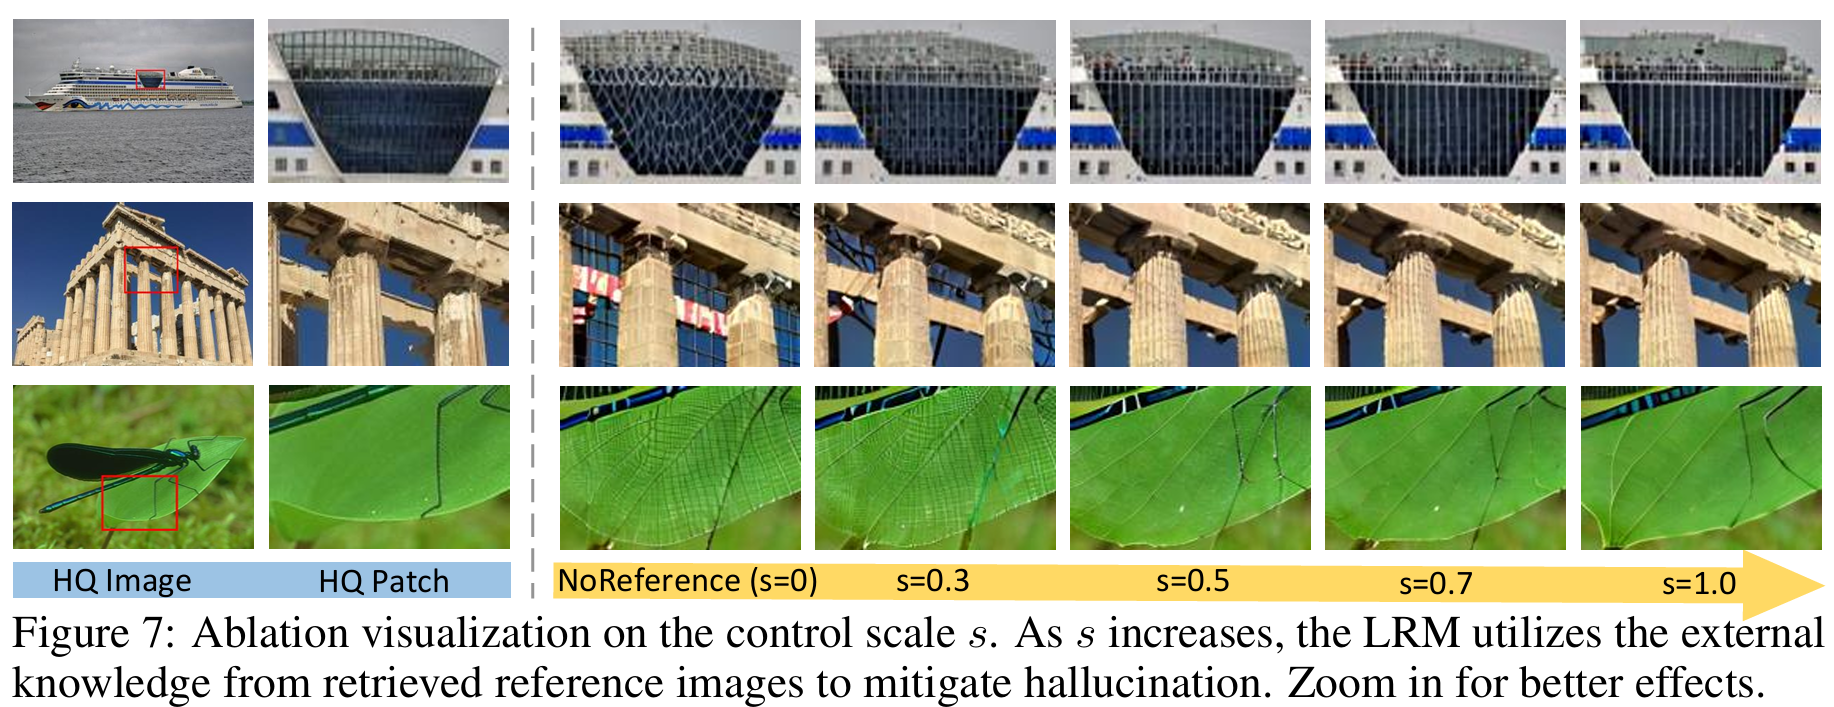 HQ Image HQ Patch NoReference (s=0) s=0.3 s=0.5 s=0.7 s=1.0
Figure 7: Ablation visualization on the control scale s. As s increases, the LRM utilizes the external
knowledge from retrieved reference images to mitigate hallucination. Zoom in for better effects.